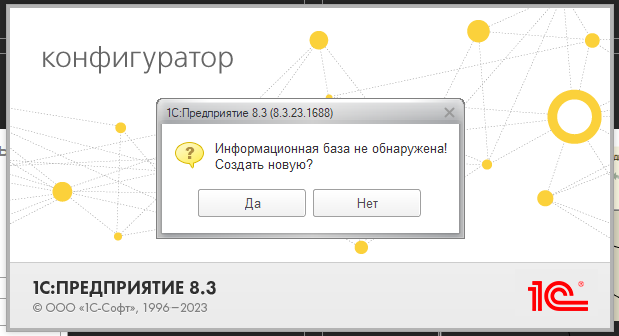 конфигуратор
1С:Предприятие 8.3 (8.3.23.1688)
Информационная база не обнаружена!
Создать новую?
Да
Нет
1С:ПРЕДПРИЯТИЕ 8.3
© ООО «1С-Софт», 1996–2023
1С®